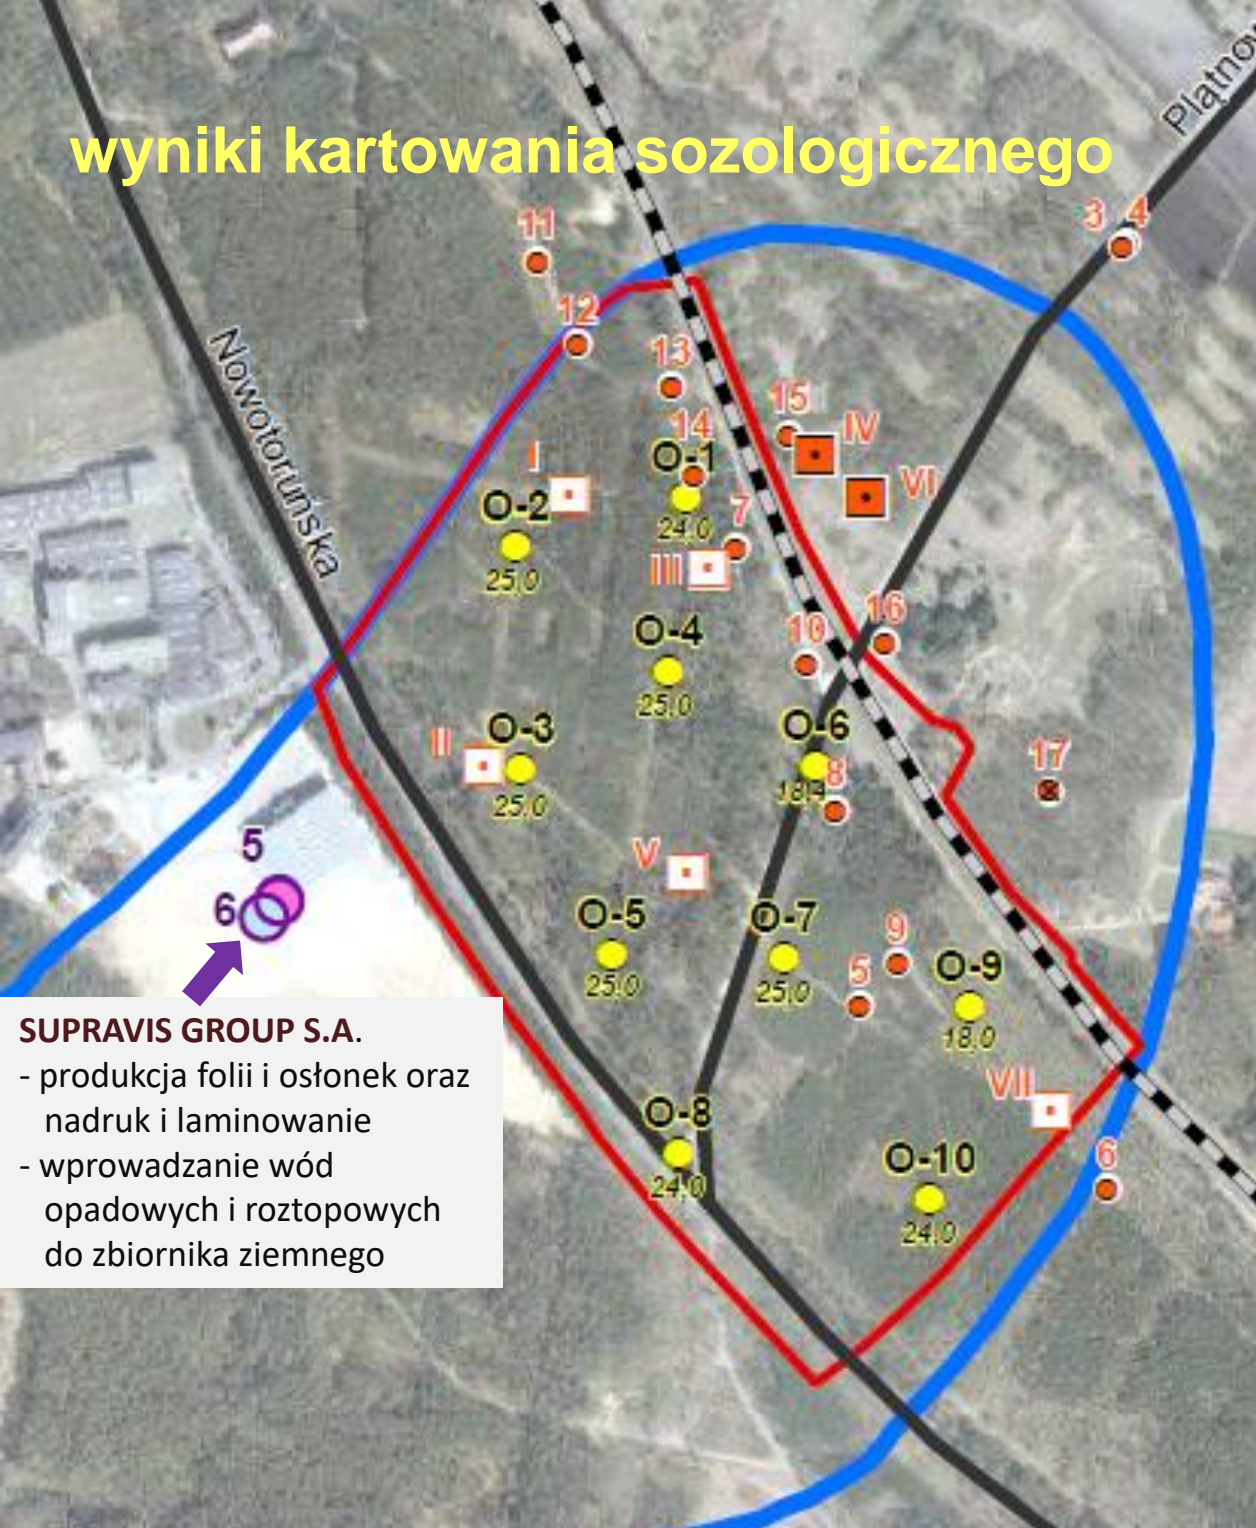 wyniki kartowania sozologicznego
Nowotoruńska
11
12
13
14
3 4
15
IV
VI
I
O-1
24,0
O-2
25,0
7
III
O-4
25,0
10
16
II
O-3
25,0
O-6
18,4
8
17
5
6
V
O-5
25,0
O-7
25,0
9
5
O-9
18,0
VII
O-8
24,0
O-10
24,0
6
SUPRAVIS GROUP S.A.
- produkcja folii i osłonek oraz
nadruk i laminowanie
- wprowadzanie wód
opadowych i roztopowych
do zbiornika ziemnego